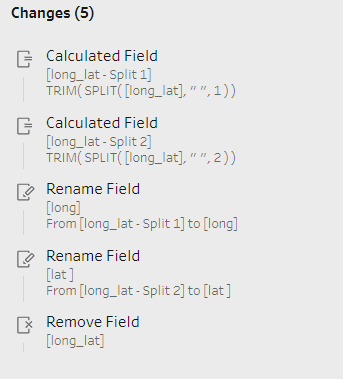 Changes (5)
Calculated Field
[long_lat - Split 1]
TRIM( SPLIT( [long_lat], “ ”, 1 ) )
Calculated Field
[long_lat - Split 2]
TRIM( SPLIT( [long_lat], “ ”, 2 ) )
Rename Field
[long]
From [long_lat - Split 1] to [long]
Rename Field
[lat ]
From [long_lat - Split 2] to [lat ]
Remove Field
[long_lat]